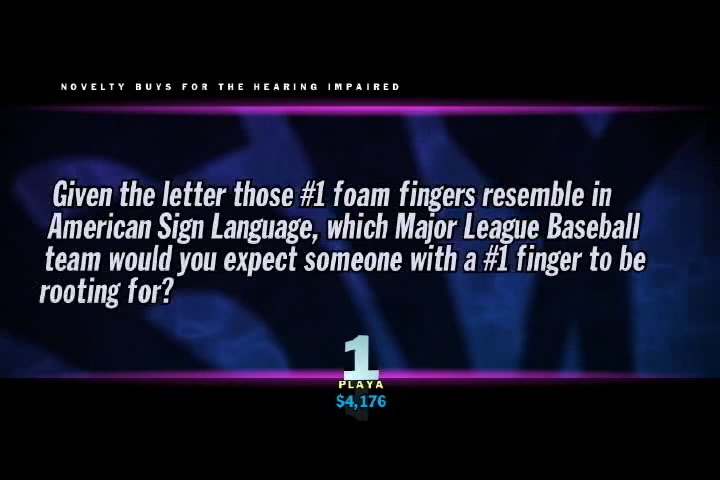 NOVELTY BUYS FOR THE HEARING IMPAIRED
Given the letter those #1 foam fingers resemble in
American Sign Language, which Major League Baseball
team would you expect someone with a #1 finger to be
rooting for?
1
PLAYA
$4,176